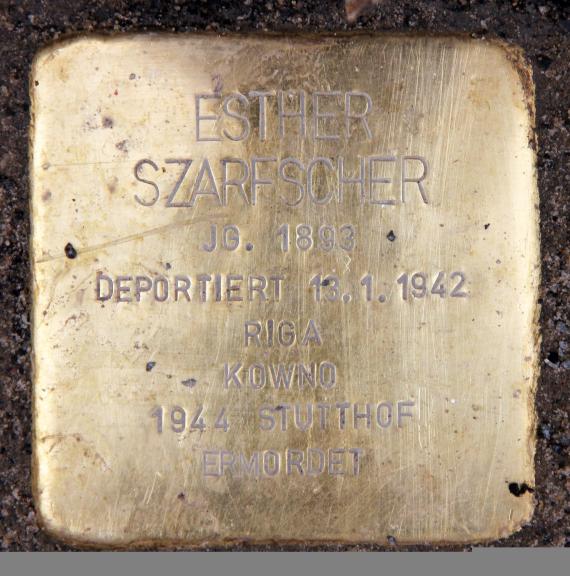 ESTHER
SZARFSCHER
JG. 1893
DEPORTIERT 13.1.1942
RIGA
KOWNO
1944 STUTTHOF
ERMORDET